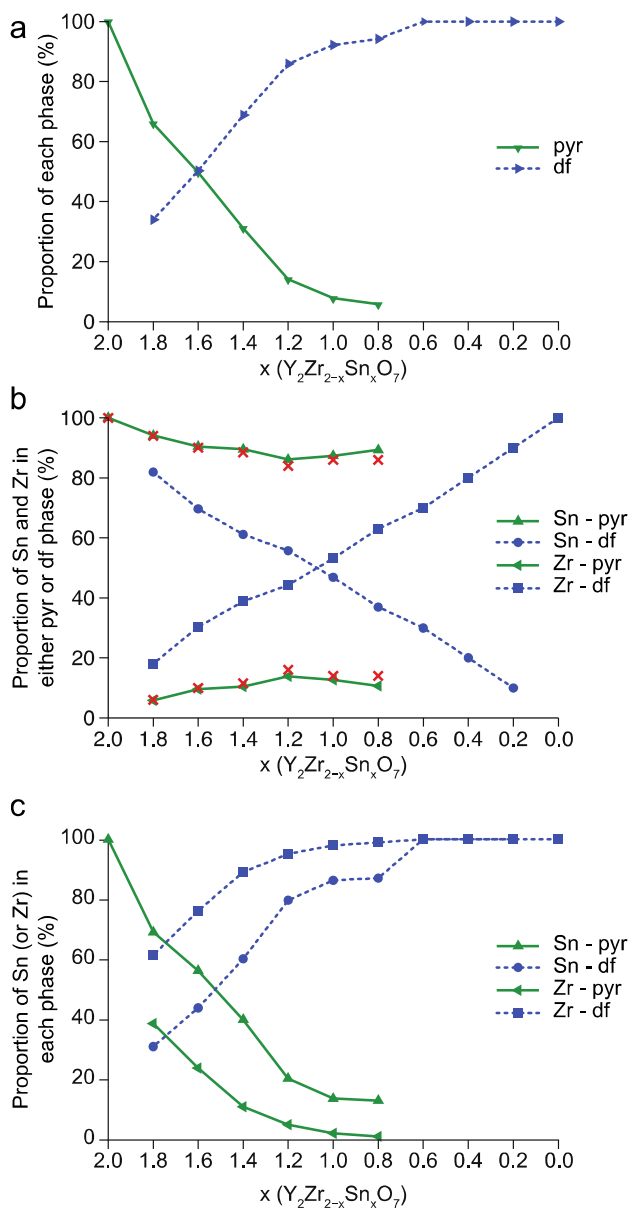 a
Proportion of each phase (%)
100
80
60
40
20
0
2.0 1.8 1.6 1.4 1.2 1.0 0.8 0.6 0.4 0.2 0.0
x (Y₂Zr₂₋ₓSnₓO₇)
pyr
df
b
Proportion of Sn and Zr in
either pyr or df phase (%)
100
80
60
40
20
0
2.0 1.8 1.6 1.4 1.2 1.0 0.8 0.6 0.4 0.2 0.0
x (Y₂Zr₂₋ₓSnₓO₇)
Sn - pyr
Sn - df
Zr - pyr
Zr - df
c
Proportion of Sn (or Zr) in
each phase (%)
100
80
60
40
20
0
2.0 1.8 1.6 1.4 1.2 1.0 0.8 0.6 0.4 0.2 0.0
x (Y₂Zr₂₋ₓSnₓO₇)
Sn - pyr
Sn - df
Zr - pyr
Zr - df